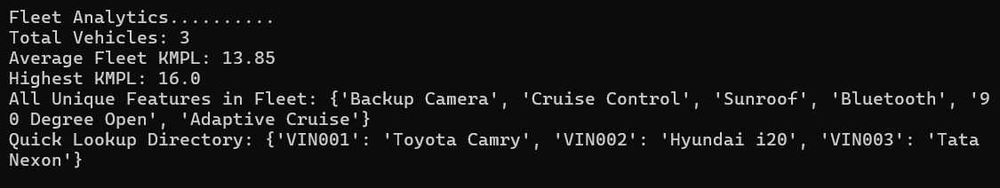 Fleet Analytics..........
Total Vehicles: 3
Average Fleet KMPL: 13.85
Highest KMPL: 16.0
All Unique Features in Fleet: {'Backup Camera', 'Cruise Control', 'Sunroof', 'Bluetooth', '9
0 Degree Open', 'Adaptive Cruise'}
Quick Lookup Directory: {'VIN001': 'Toyota Camry', 'VIN002': 'Hyundai i20', 'VIN003': 'Tata 
Nexon'}